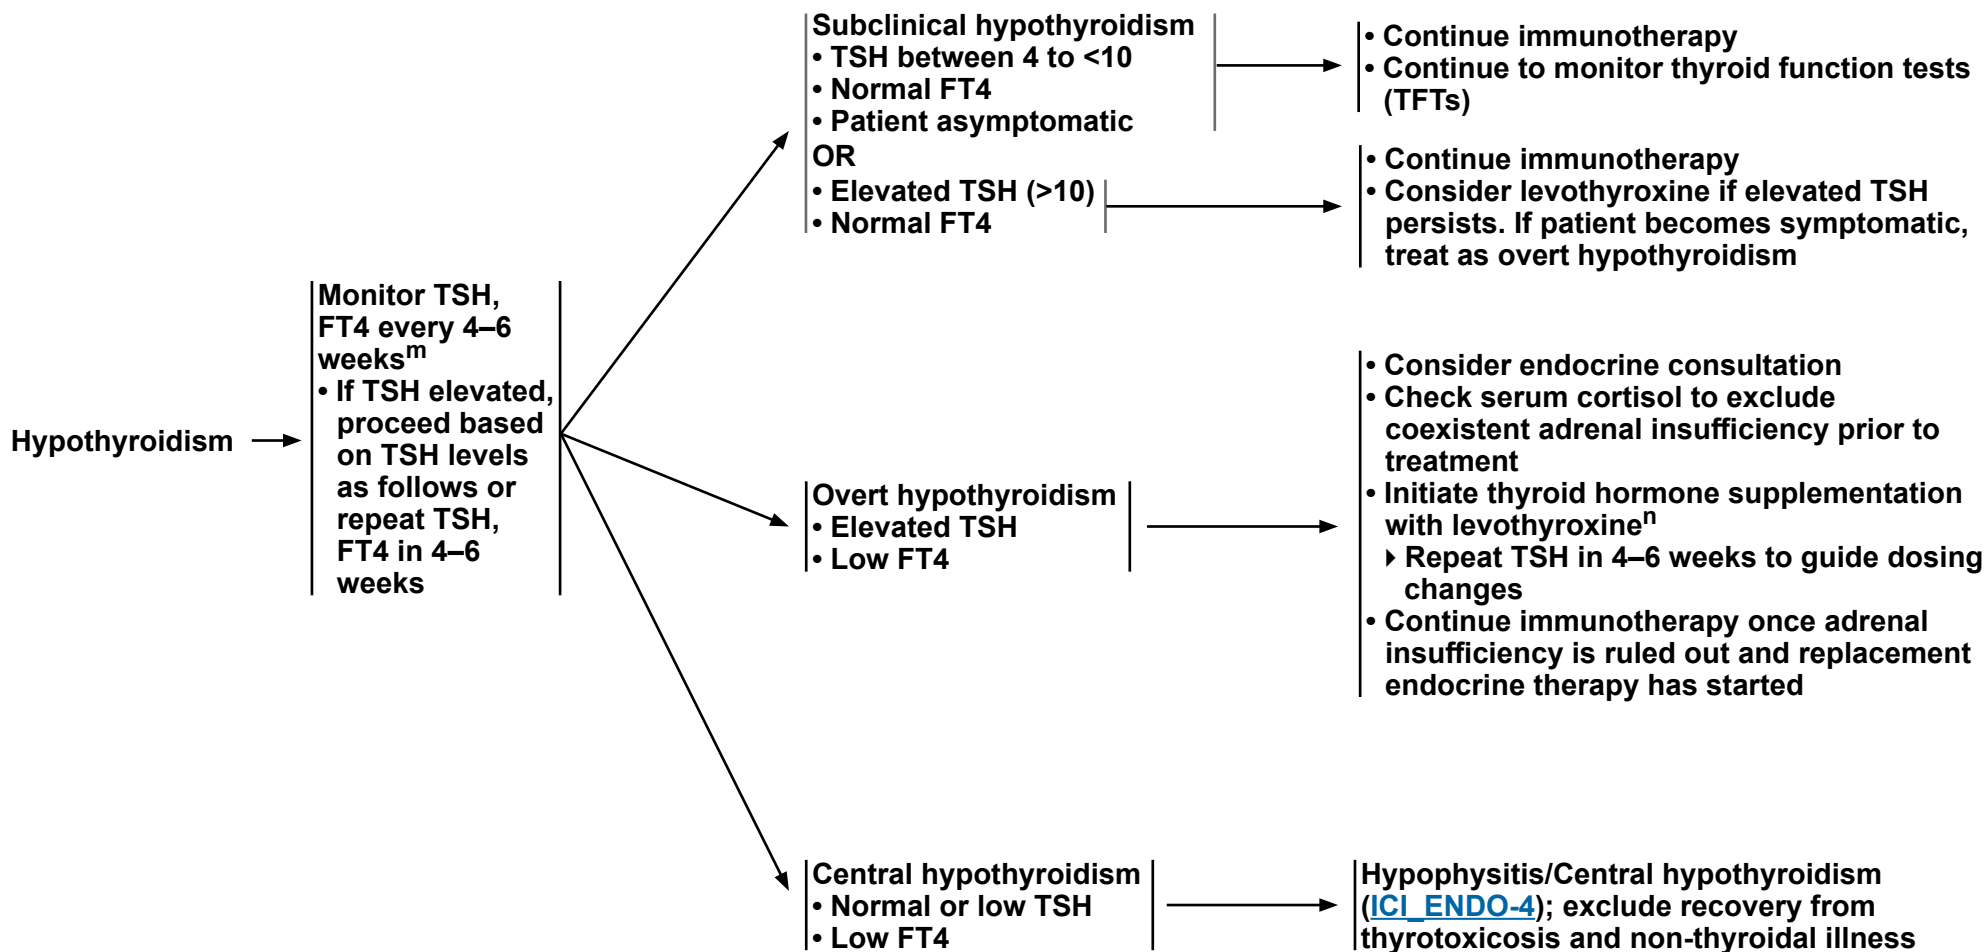 Hypothyroidism
Monitor TSH,
FT4 every 4–6
weeksᵐ
• If TSH elevated,
proceed based
on TSH levels
as follows or
repeat TSH,
FT4 in 4–6
weeks
Subclinical hypothyroidism
• TSH between 4 to <10
• Normal FT4
• Patient asymptomatic
OR
• Elevated TSH (>10)
• Normal FT4
• Continue immunotherapy
• Continue to monitor thyroid function tests
(TFTs)
• Continue immunotherapy
• Consider levothyroxine if elevated TSH
persists. If patient becomes symptomatic,
treat as overt hypothyroidism
Overt hypothyroidism
• Elevated TSH
• Low FT4
• Consider endocrine consultation
• Check serum cortisol to exclude
coexistent adrenal insufficiency prior to
treatment
• Initiate thyroid hormone supplementation
with levothyroxineⁿ
▸ Repeat TSH in 4–6 weeks to guide dosing
changes
• Continue immunotherapy once adrenal
insufficiency is ruled out and replacement
endocrine therapy has started
Central hypothyroidism
• Normal or low TSH
• Low FT4
Hypophysitis/Central hypothyroidism
(ICI_ENDO-4); exclude recovery from
thyrotoxicosis and non-thyroidal illness